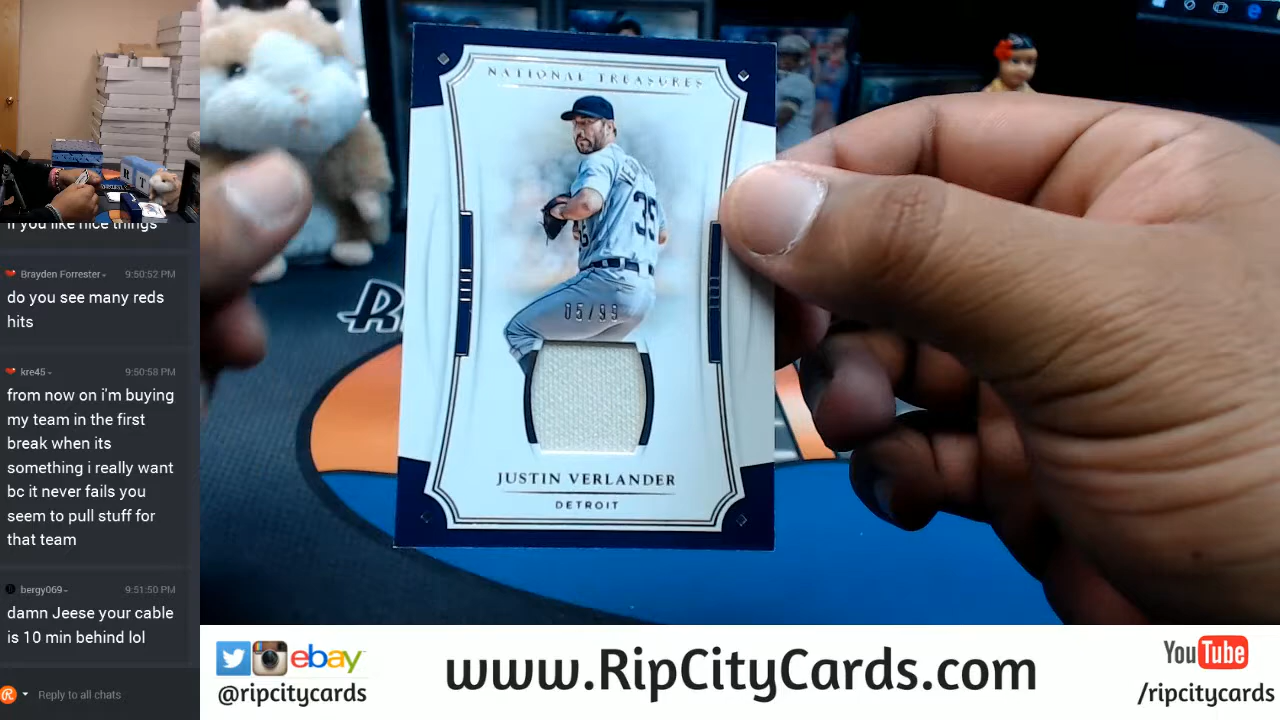 if you like nice things
Brayden Forrester 9:50:52 PM
do you see many reds
hits
kre45 9:50:58 PM
from now on i'm buying
my team in the first
break when its
something i really want
bc it never fails you
seem to pull stuff for
that team
bergy069 9:51:50 PM
damn Jeese your cable
is 10 min behind lol
Reply to all chats
NATIONAL TREASURES
35
05/99
JUSTIN VERLANDER
DETROIT
ebay
@ripcitycards
www.RipCityCards.com
YouTube
/ripcitycards